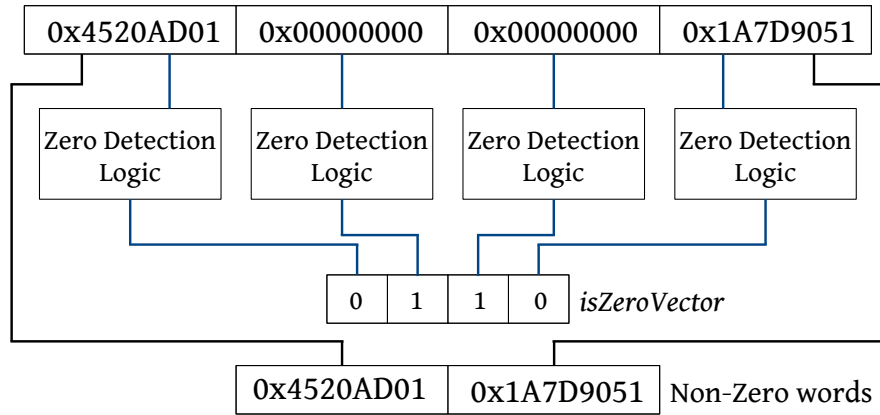 0x4520AD01 0x00000000 0x00000000 0x1A7D9051
Zero Detection Logic
Zero Detection Logic
Zero Detection Logic
Zero Detection Logic
0 1 1 0 isZeroVector
0x4520AD01 0x1A7D9051 Non-Zero words